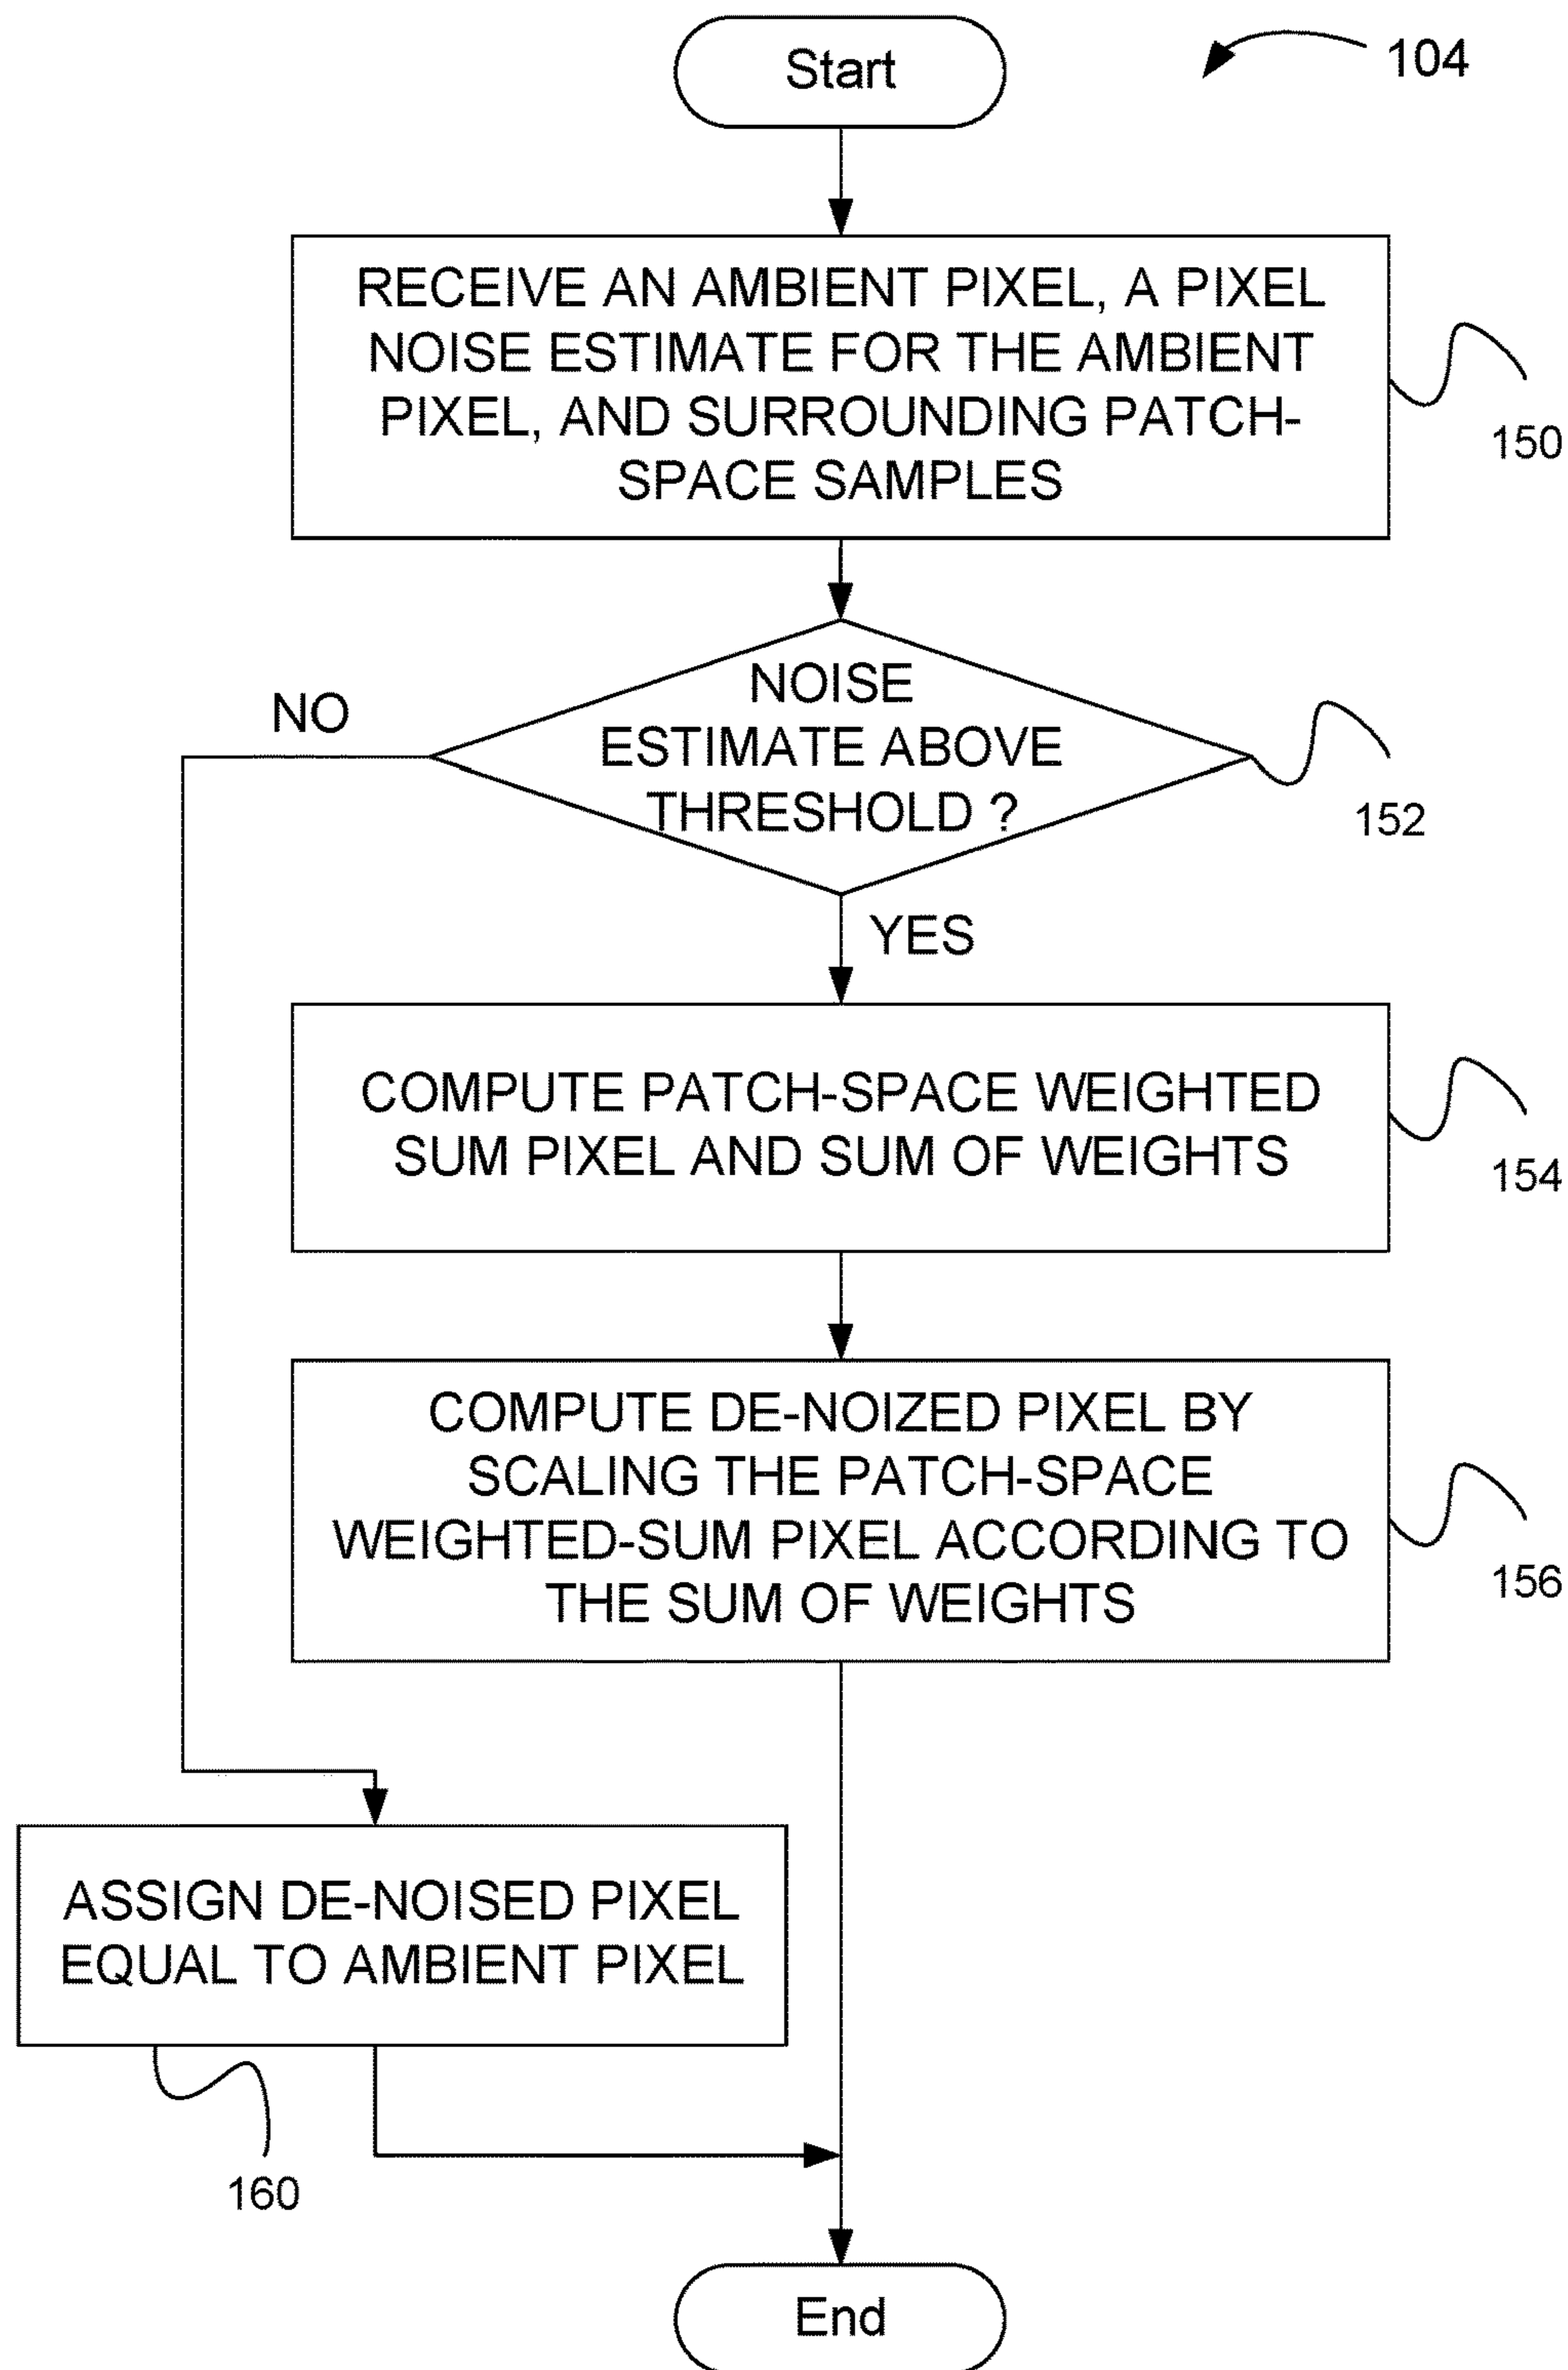 Start
104
RECEIVE AN AMBIENT PIXEL, A PIXEL
NOISE ESTIMATE FOR THE AMBIENT
PIXEL, AND SURROUNDING PATCH-
SPACE SAMPLES
150
NOISE
ESTIMATE ABOVE
THRESHOLD ?
NO
152
YES
COMPUTE PATCH-SPACE WEIGHTED
SUM PIXEL AND SUM OF WEIGHTS
154
COMPUTE DE-NOIZED PIXEL BY
SCALING THE PATCH-SPACE
WEIGHTED-SUM PIXEL ACCORDING TO
THE SUM OF WEIGHTS
156
ASSIGN DE-NOISED PIXEL
EQUAL TO AMBIENT PIXEL
160
End